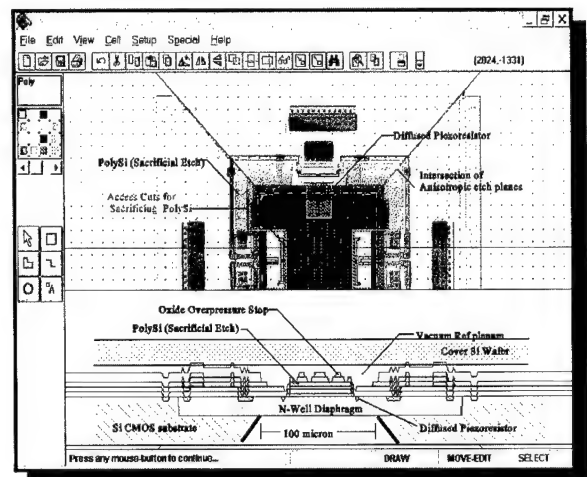 File Edit View Cell Setup Special Help
(2024,-1331)
Poly
Diffused Piezoresistor
PolySi (Sacrificial Etch)
Intersection of
Anisotropic etch planes
Access Cuts for
Sacrificing PolySi
Oxide Overpressure Stop
PolySi (Sacrificial Etch)
Vacuum Ref plenum
Cover Si Wafer
N-Well Diaphragm
Si CMOS substrate
Diffused Piezoresistor
100 micron
Press any mouse-button to continue... DRAW MOVE-EDIT SELECT